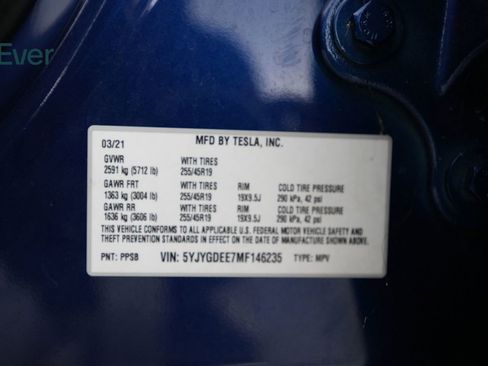 Ever
03/21 MFD BY TESLA, INC.
GVWR WITH TIRES
2591 kg (5712 lb) 255/45R19
GAWR FRT WITH TIRES RIM COLD TIRE PRESSURE
1363 kg (3004 lb) 255/45R19 19X9.5J 290 kPa, 42 psi
GAWR RR WITH TIRES RIM COLD TIRE PRESSURE
1636 kg (3606 lb) 255/45R19 19X9.5J 290 kPa, 42 psi
THIS VEHICLE CONFORMS TO ALL APPLICABLE U.S. FEDERAL MOTOR VEHICLE SAFETY AND
THEFT PREVENTION STANDARDS IN EFFECT ON THE DATE OF MANUFACTURE SHOWN ABOVE.
PNT: PPSB VIN: 5YJYGDEE7MF146235 TYPE: MPV